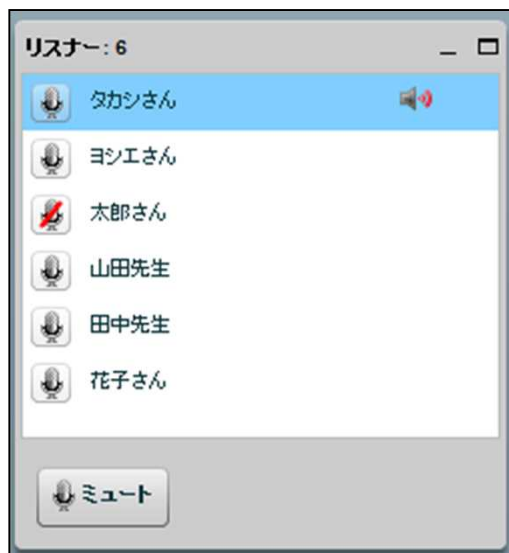 リスナー: 6
タカシさん
ヨシエさん
太郎さん
山田先生
田中先生
花子さん
ミュート